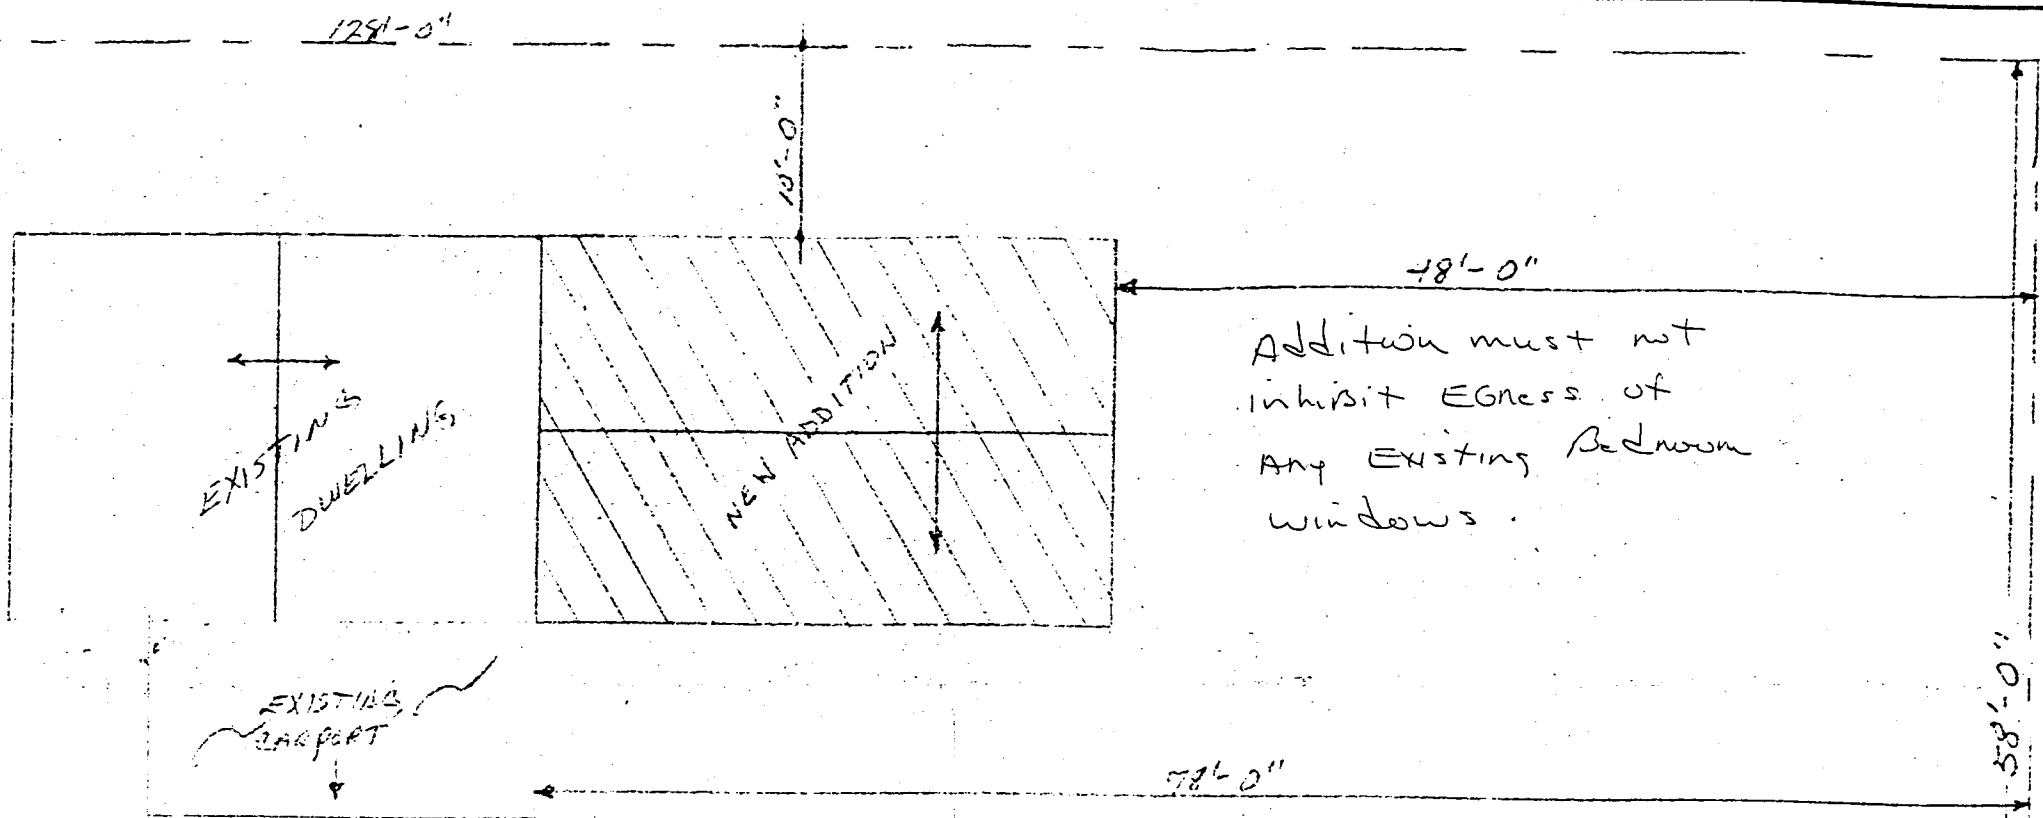 128'-0"
10'-0"
48'-0"
Addition must not
inhibit EGress of
Any Existing Bedroom
windows.
EXISTING
DWELLING
NEW ADDITION
EXISTING
CARPORT
78'-0"
58'-0"